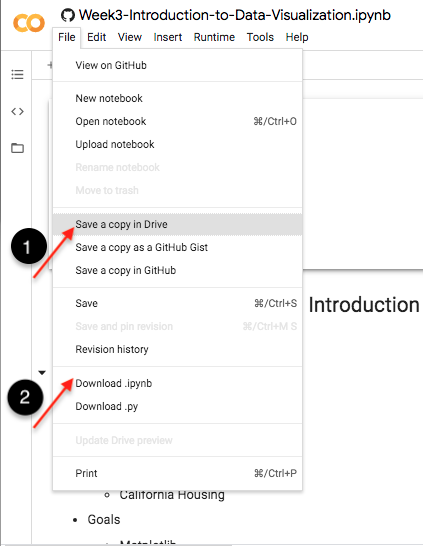 Week3-Introduction-to-Data-Visualization.ipynb
File Edit View Insert Runtime Tools Help
View on GitHub
New notebook
Open notebook ⌘/Ctrl+O
Upload notebook
Rename notebook
Move to trash
1
Save a copy in Drive
Save a copy as a GitHub Gist
Save a copy in GitHub
Save ⌘/Ctrl+S
Introduction
Save and pin revision ⌘/Ctrl+M S
Revision history
2
Download .ipynb
Download .py
Update Drive preview
Print ⌘/Ctrl+P
California Housing
Goals
Matplotlib